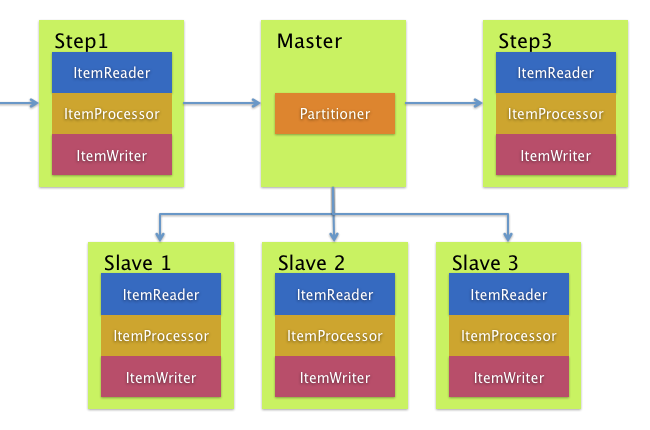 Step1
ItemReader
ItemProcessor
ItemWriter
Master
Partitioner
Step3
ItemReader
ItemProcessor
ItemWriter
Slave 1
ItemReader
ItemProcessor
ItemWriter
Slave 2
ItemReader
ItemProcessor
ItemWriter
Slave 3
ItemReader
ItemProcessor
ItemWriter